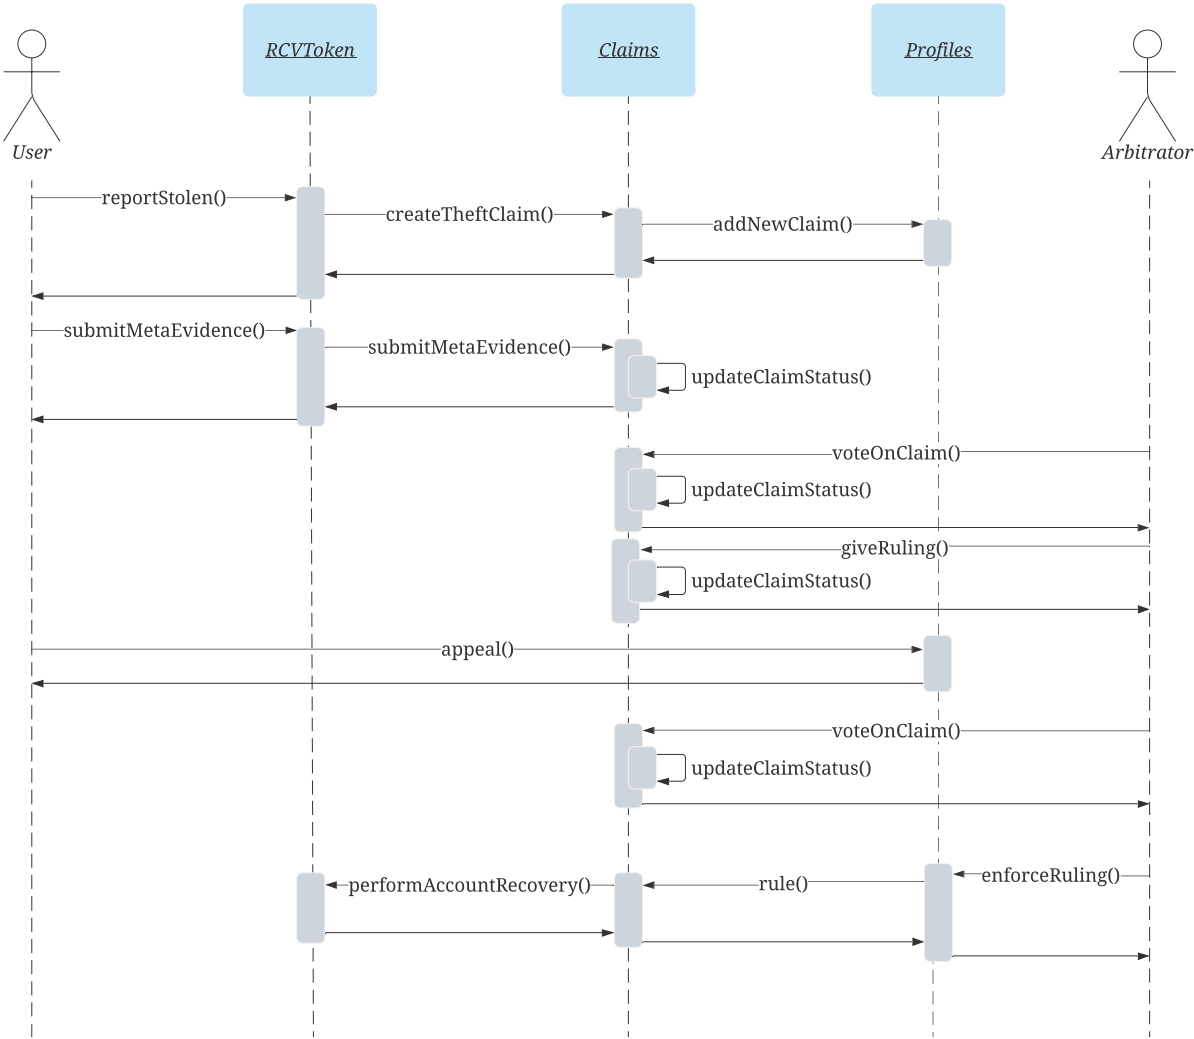 RCVToken
Claims
Profiles
User
Arbitrator
reportStolen()
createTheftClaim()
addNewClaim()
submitMetaEvidence()
submitMetaEvidence()
updateClaimStatus()
voteOnClaim()
updateClaimStatus()
giveRuling()
updateClaimStatus()
appeal()
voteOnClaim()
updateClaimStatus()
enforceRuling()
rule()
performAccountRecovery()